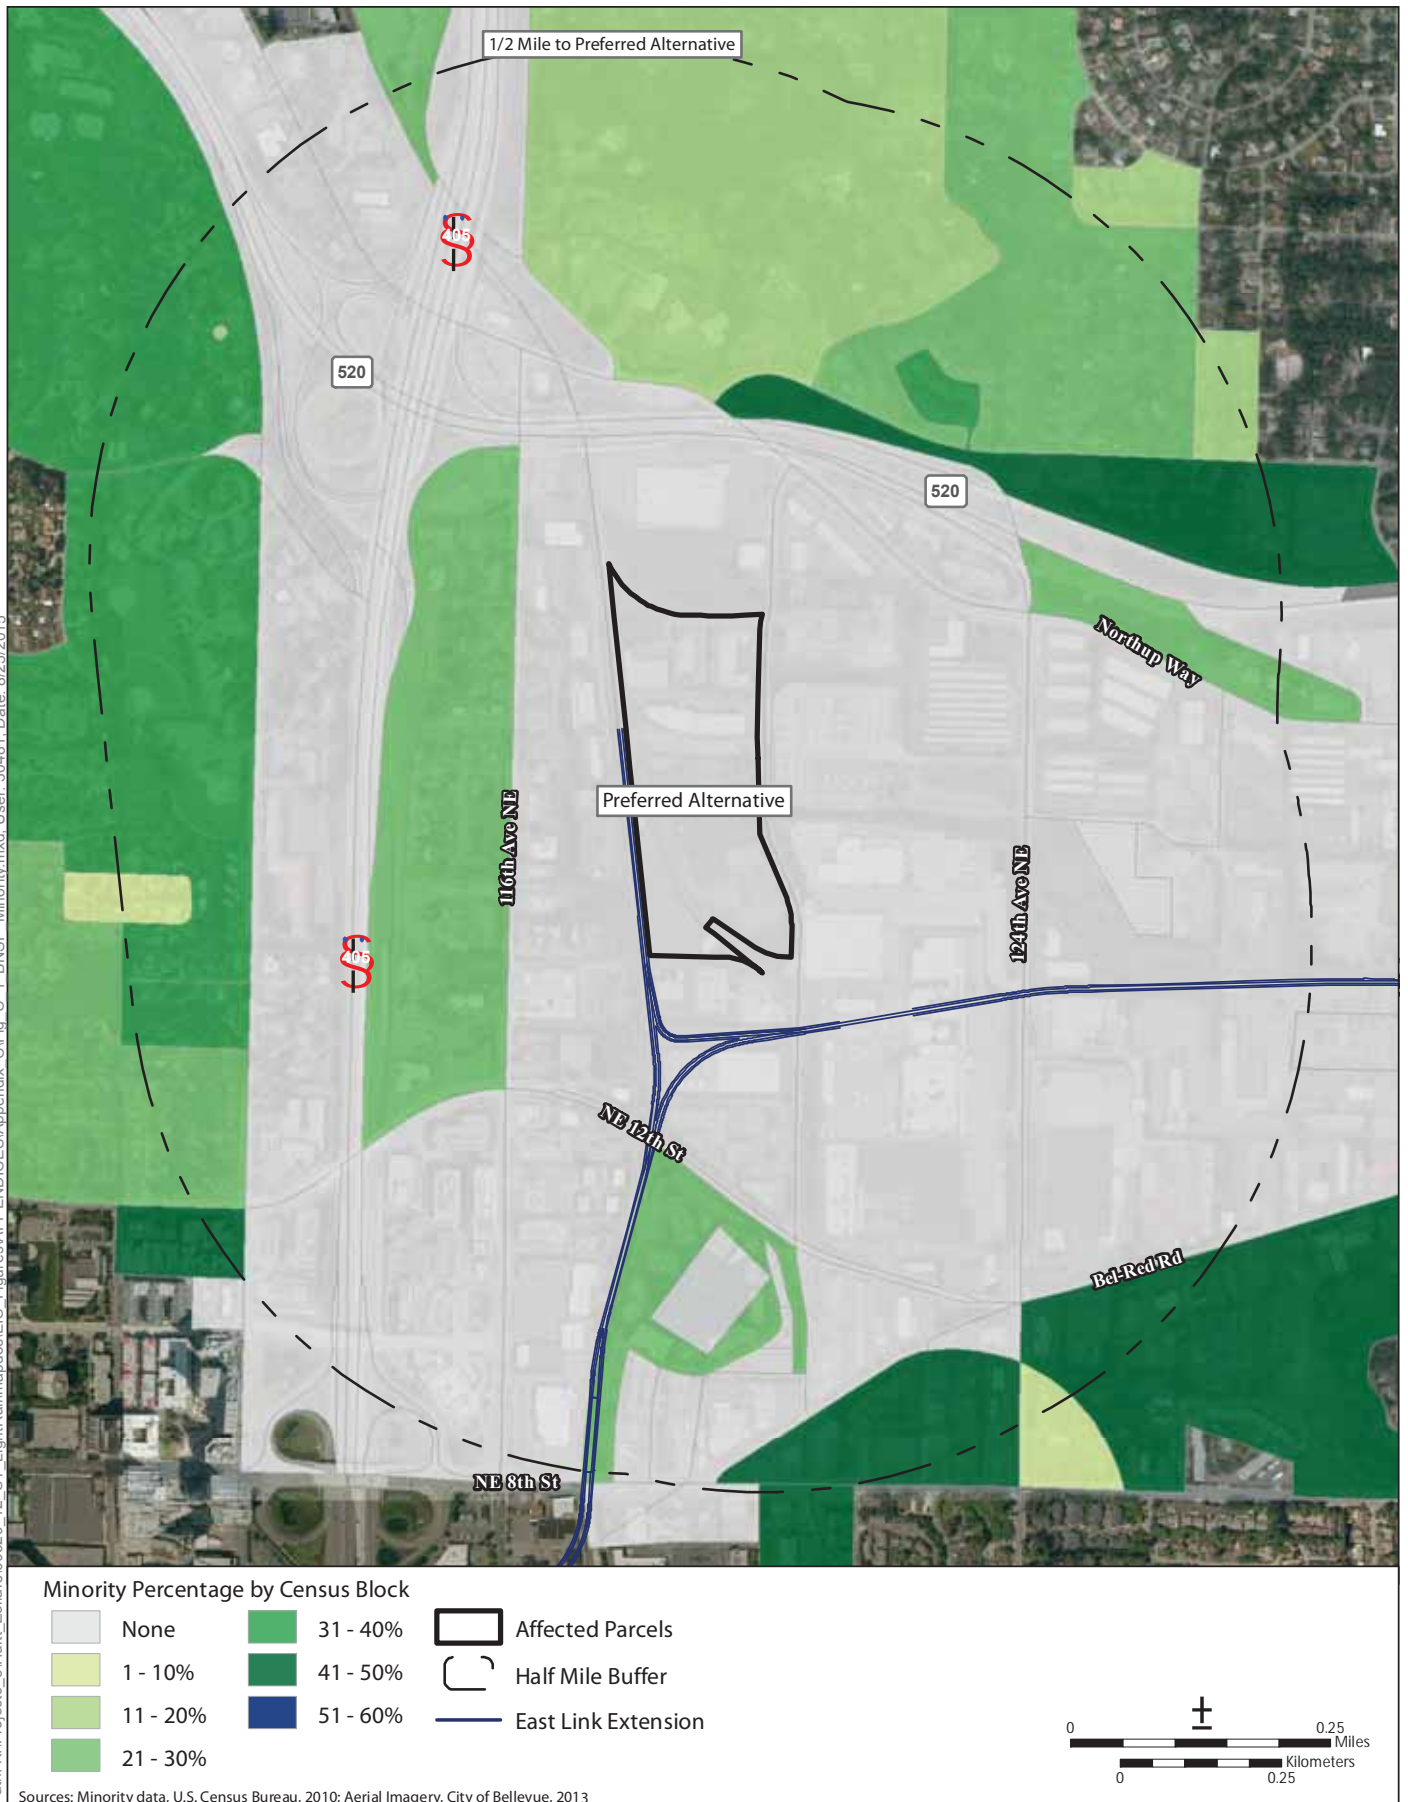 1/2 Mile to Preferred Alternative
405
520
520
Northup Way
Preferred Alternative
116th Ave NE
124th Ave NE
405
NE 12th St
Bel-Red Rd
NE 8th St
Minority Percentage by Census Block
None
1 - 10%
11 - 20%
21 - 30%
31 - 40%
41 - 50%
51 - 60%
Affected Parcels
Half Mile Buffer
East Link Extension
0 0.25
Miles
Kilometers
0 0.25
Sources: Minority data, U.S. Census Bureau, 2010; Aerial Imagery, City of Bellevue, 2013